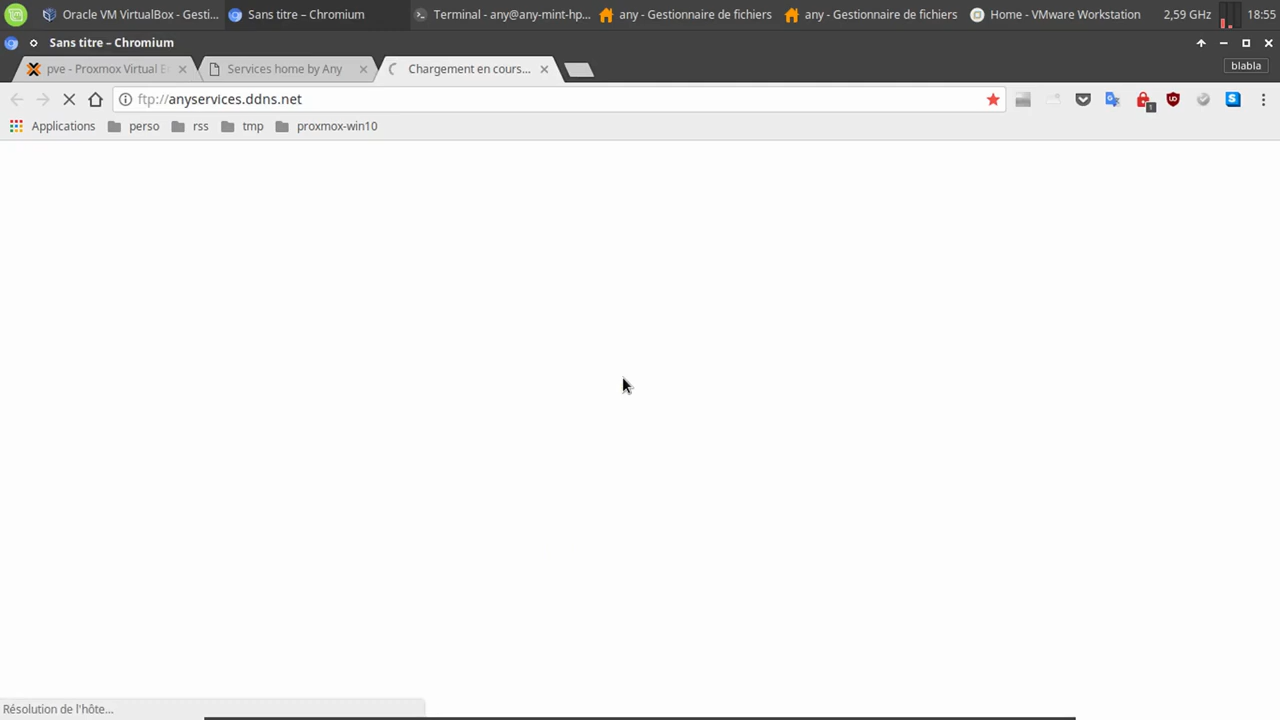 Oracle VM VirtualBox - Gesti... Sans titre – Chromium Terminal - any@any-mint-hp... any - Gestionnaire de fichiers any - Gestionnaire de fichiers Home - VMware Workstation 2,59 GHz 18:55
Sans titre – Chromium
pve - Proxmox Virtual E Services home by Any Chargement en cours... blabla
ftp://anyservices.ddns.net 1
Applications perso rss tmp proxmox-win10
Résolution de l'hôte...